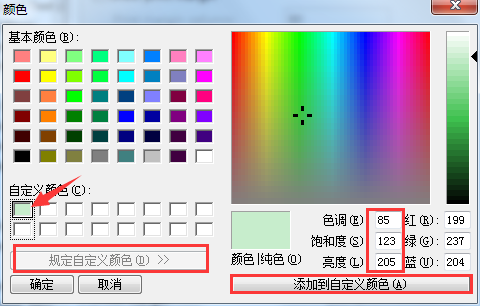 颜色
基本颜色(B):
自定义颜色(C):
规定自定义颜色(D) >>
确定 取消
颜色|纯色(O)
色调(E) 85 红(R): 199
饱和度(S) 123 绿(G): 237
亮度(L) 205 蓝(U) 204
添加到自定义颜色(A)